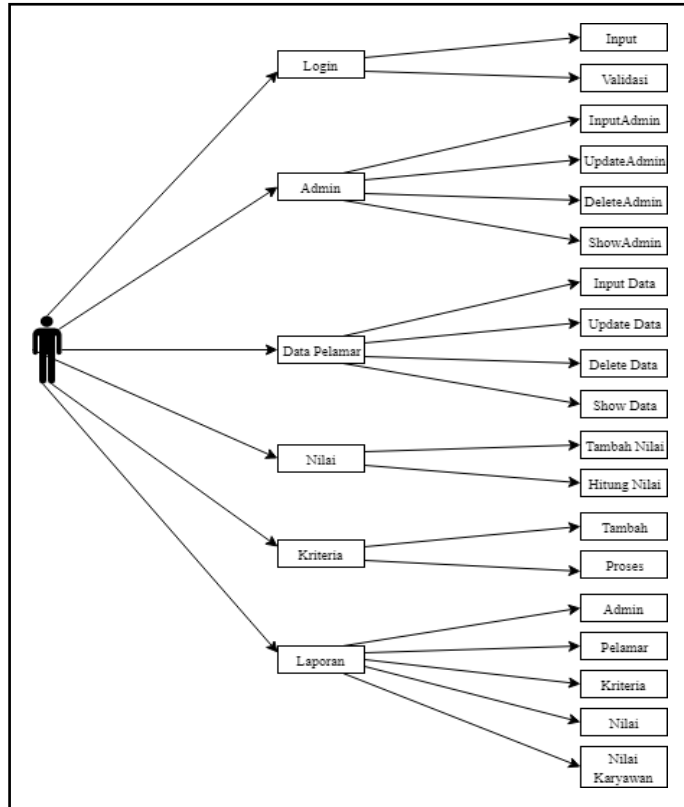 Login
Input
Validasi
Admin
InputAdmin
UpdateAdmin
DeleteAdmin
ShowAdmin
Data Pelamar
Input Data
Update Data
Delete Data
Show Data
Nilai
Tambah Nilai
Hitung Nilai
Kriteria
Tambah
Proses
Laporan
Admin
Pelamar
Kriteria
Nilai
Nilai
Karyawan